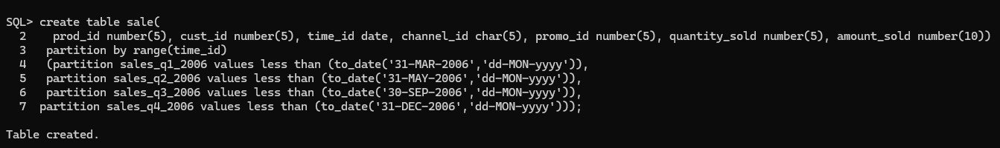 SQL> create table sale(
  2    prod_id number(5), cust_id number(5), time_id date, channel_id char(5), promo_id number(5), quantity_sold number(5), amount_sold number(10))
  3   partition by range(time_id)
  4   (partition sales_q1_2006 values less than (to_date('31-MAR-2006','dd-MON-yyyy')),
  5   partition sales_q2_2006 values less than (to_date('31-MAY-2006','dd-MON-yyyy')),
  6   partition sales_q3_2006 values less than (to_date('30-SEP-2006','dd-MON-yyyy')),
  7  partition sales_q4_2006 values less than (to_date('31-DEC-2006','dd-MON-yyyy')));
Table created.